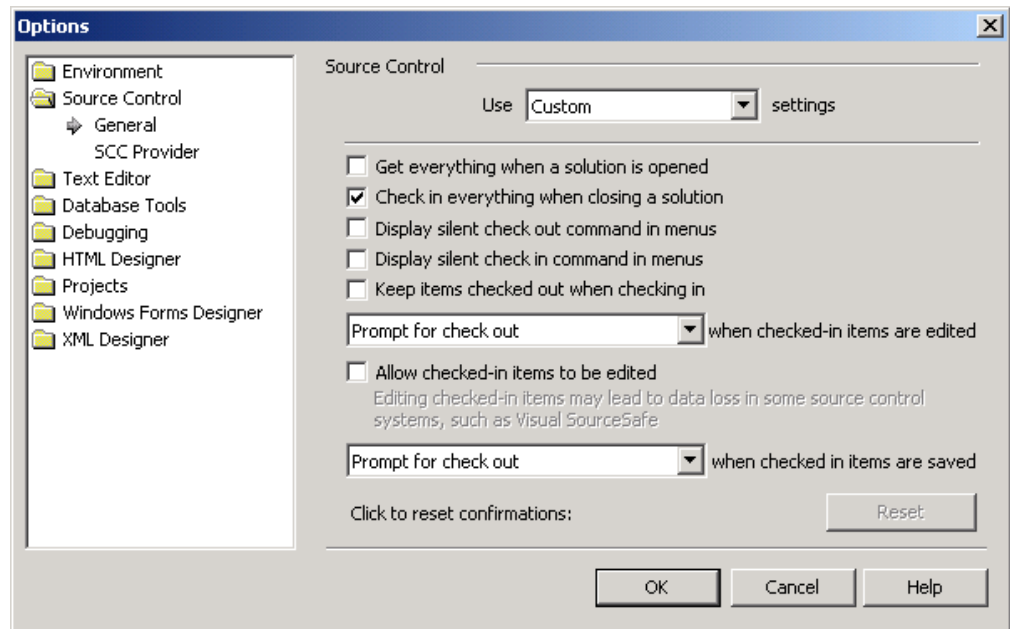 Options
Environment
Source Control
General
SCC Provider
Text Editor
Database Tools
Debugging
HTML Designer
Projects
Windows Forms Designer
XML Designer
Source Control
Use Custom settings
Get everything when a solution is opened
Check in everything when closing a solution
Display silent check out command in menus
Display silent check in command in menus
Keep items checked out when checking in
Prompt for check out when checked-in items are edited
Allow checked-in items to be edited
Editing checked-in items may lead to data loss in some source control
systems, such as Visual SourceSafe
Prompt for check out when checked in items are saved
Click to reset confirmations: Reset
OK Cancel Help